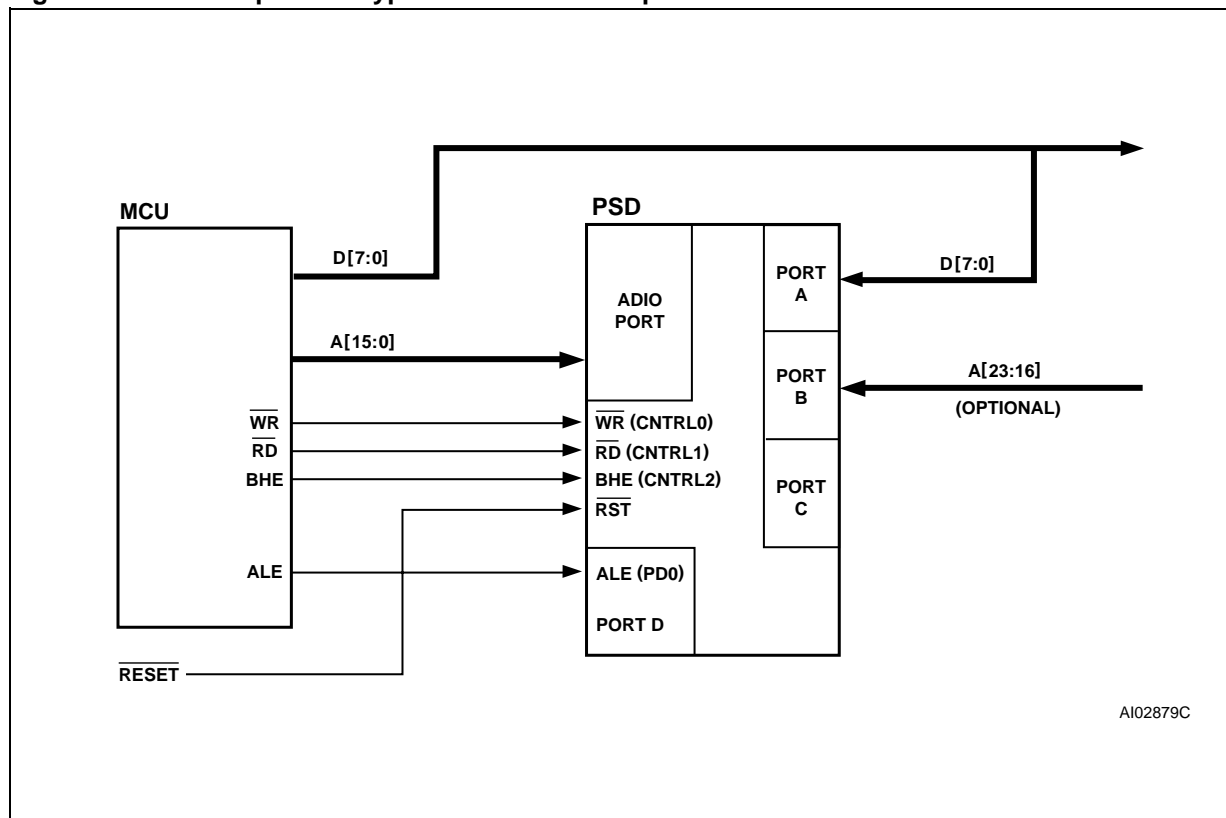 MCU
PSD
D[7:0]
D[7:0]
ADIO
PORT
PORT
A
A[15:0]
PORT
B
A[23:16]
(OPTIONAL)
WR
WR (CNTRL0)
RD
RD (CNTRL1)
BHE
BHE (CNTRL2)
RST
PORT
C
ALE
ALE (PD0)
PORT D
RESET
AI02879C